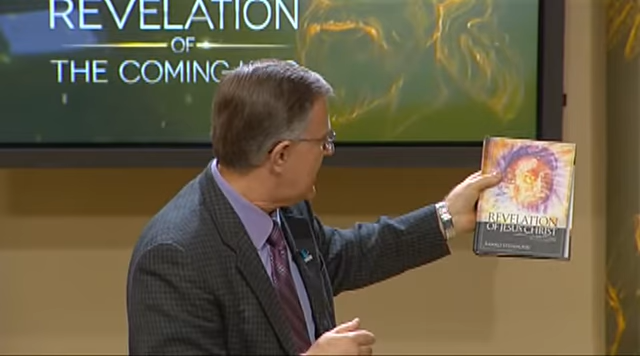 REVELATION
OF
THE COMING
REVELATION
OF JESUS CHRIST